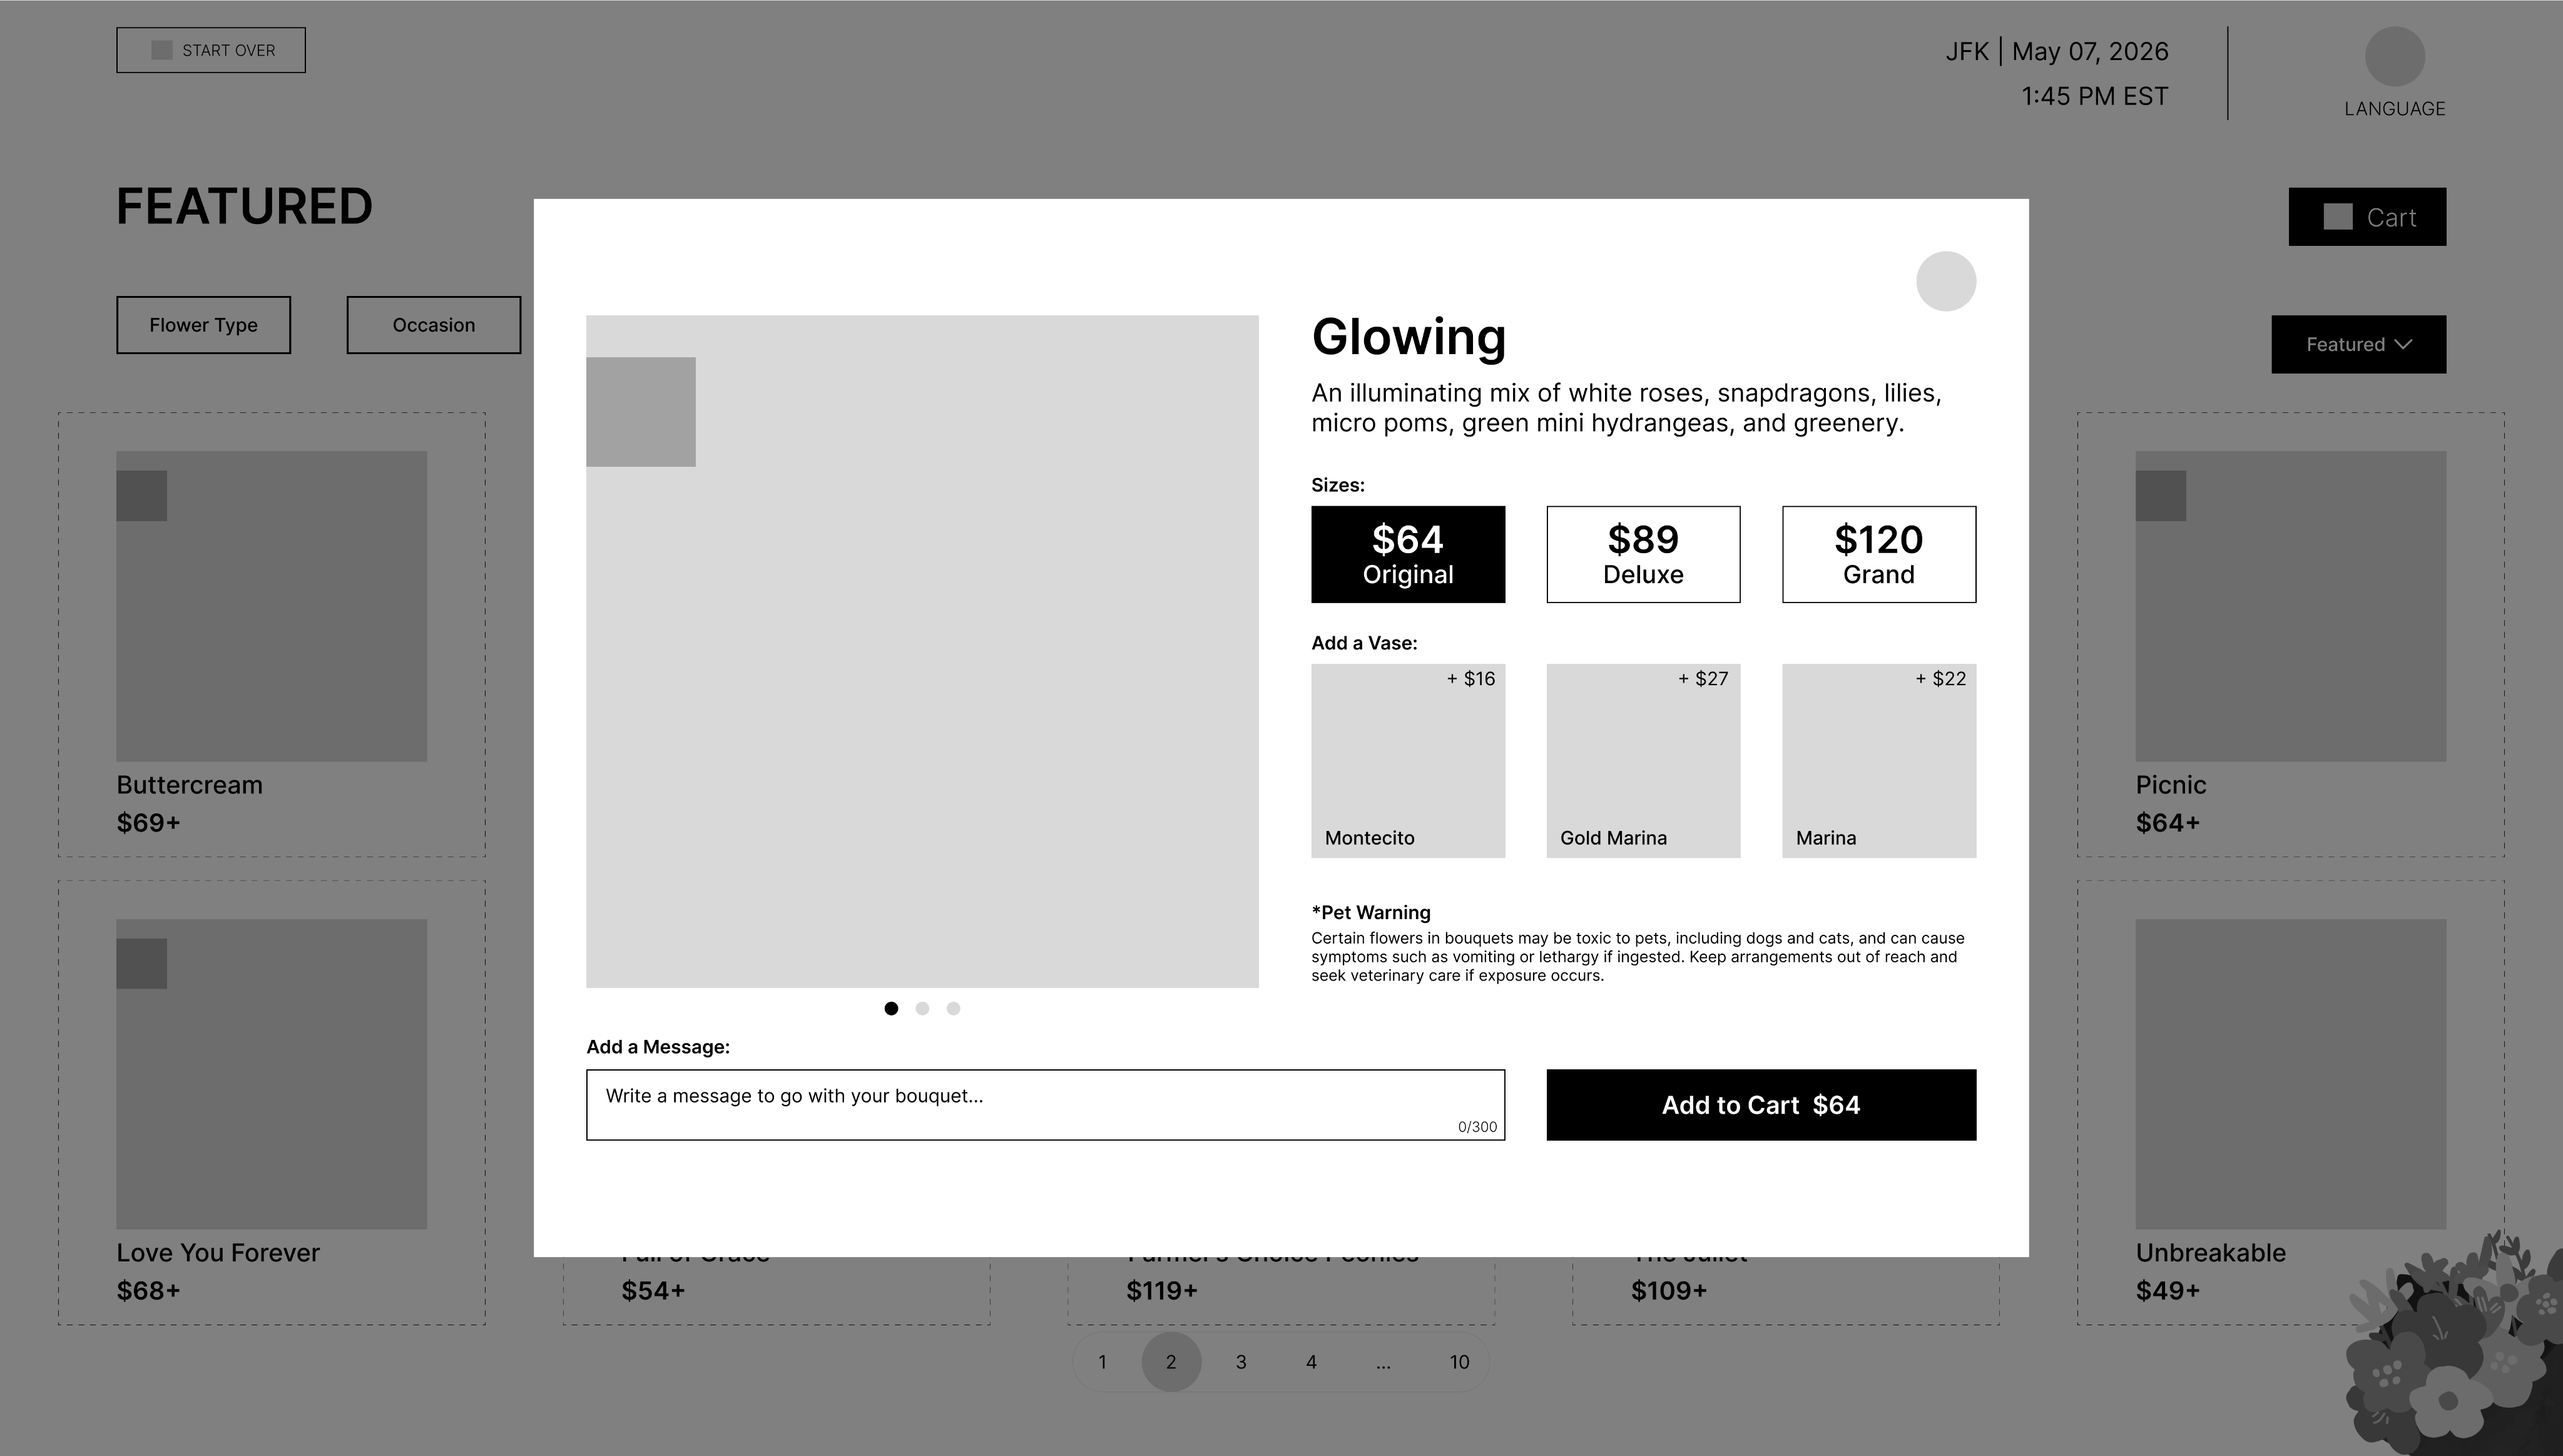 START OVER
JFK | May 07, 2026
1:45 PM EST
LANGUAGE
FEATURED
Cart
Flower Type
Occasion
Featured
Glowing
An illuminating mix of white roses, snapdragons, lilies,
micro poms, green mini hydrangeas, and greenery.
Sizes:
$64
Original
$89
Deluxe
$120
Grand
Add a Vase:
+ $16
Montecito
+ $27
Gold Marina
+ $22
Marina
*Pet Warning
Certain flowers in bouquets may be toxic to pets, including dogs and cats, and can cause
symptoms such as vomiting or lethargy if ingested. Keep arrangements out of reach and
seek veterinary care if exposure occurs.
Add a Message:
Write a message to go with your bouquet...
0/300
Add to Cart $64
Buttercream
$69+
Picnic
$64+
Love You Forever
$68+
$54+
Farmer's Choice Peonies
$119+
The Juliet
$109+
Unbreakable
$49+
1 2 3 4 ... 10